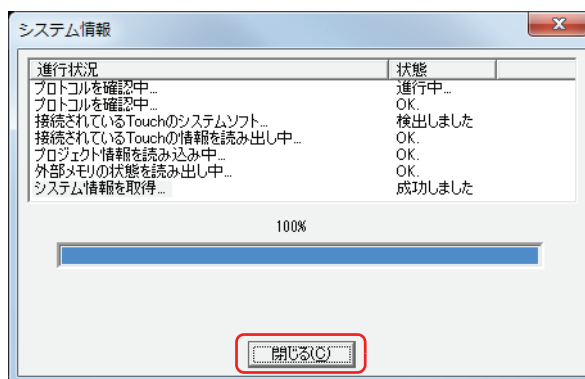 システム情報
進行状況 状態
プロトコルを確認中... 進行中...
プロトコルを確認中... OK.
接続されているTouchのシステムソフト... 検出しました
接続されているTouchの情報を読み出し中... OK.
プロジェクト情報を読み込み中... OK.
外部メモリの状態を読み出し中... OK.
システム情報を取得... 成功しました
100%
閉じる(C)